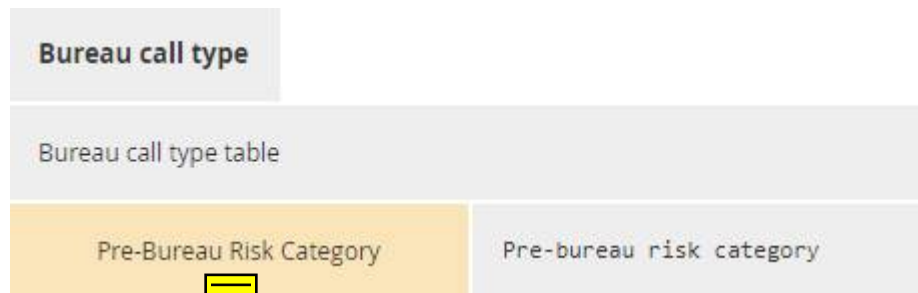 Bureau call type
Bureau call type table
Pre-Bureau Risk Category Pre-bureau risk category